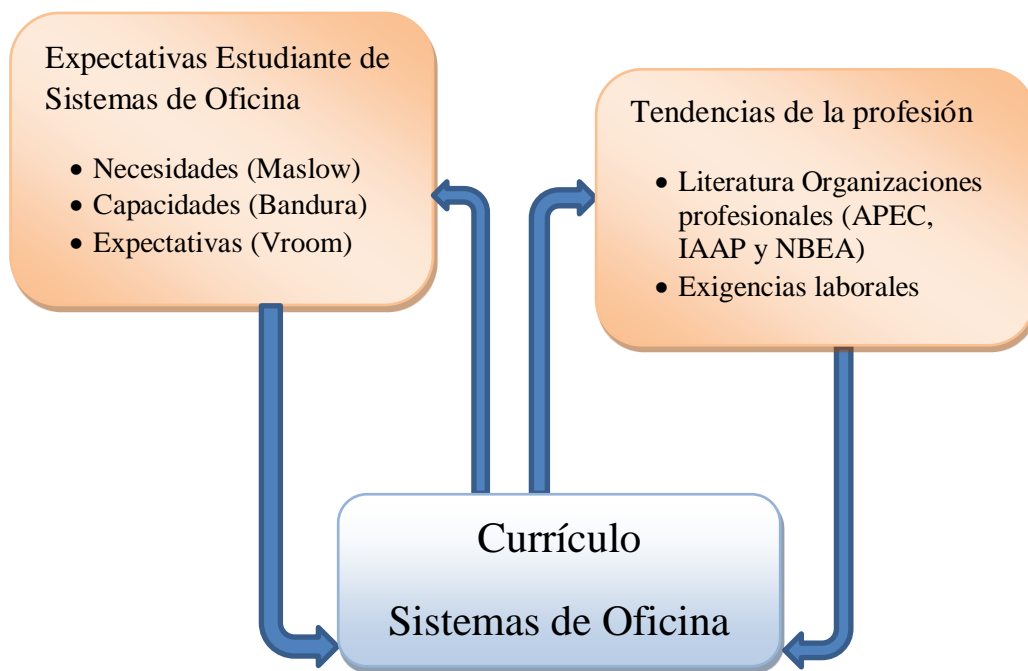 Expectativas Estudiante de
Sistemas de Oficina
• Necesidades (Maslow)
• Capacidades (Bandura)
• Expectativas (Vroom)
Tendencias de la profesión
• Literatura Organizaciones
profesionales (APEC,
IAAP y NBEA)
• Exigencias laborales
Currículo
Sistemas de Oficina